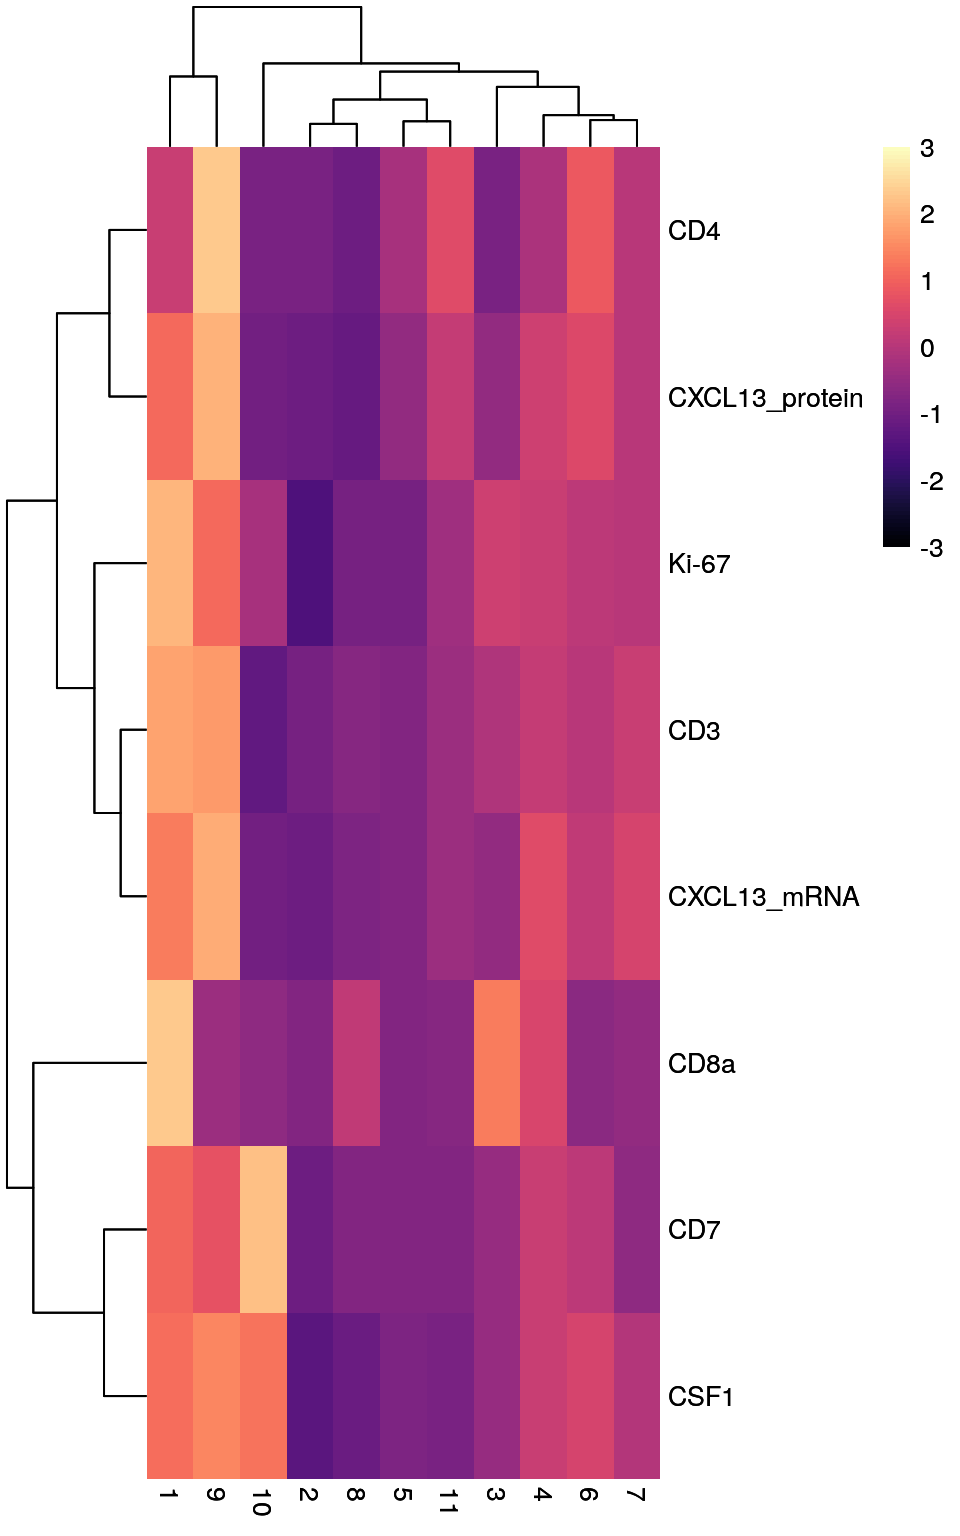 3
2
1
0
-1
-2
-3
CD4
CXCL13_protein
Ki-67
CD3
CXCL13_mRNA
CD8a
CD7
CSF1
1 9 10 2 8 5 11 3 4 6 7